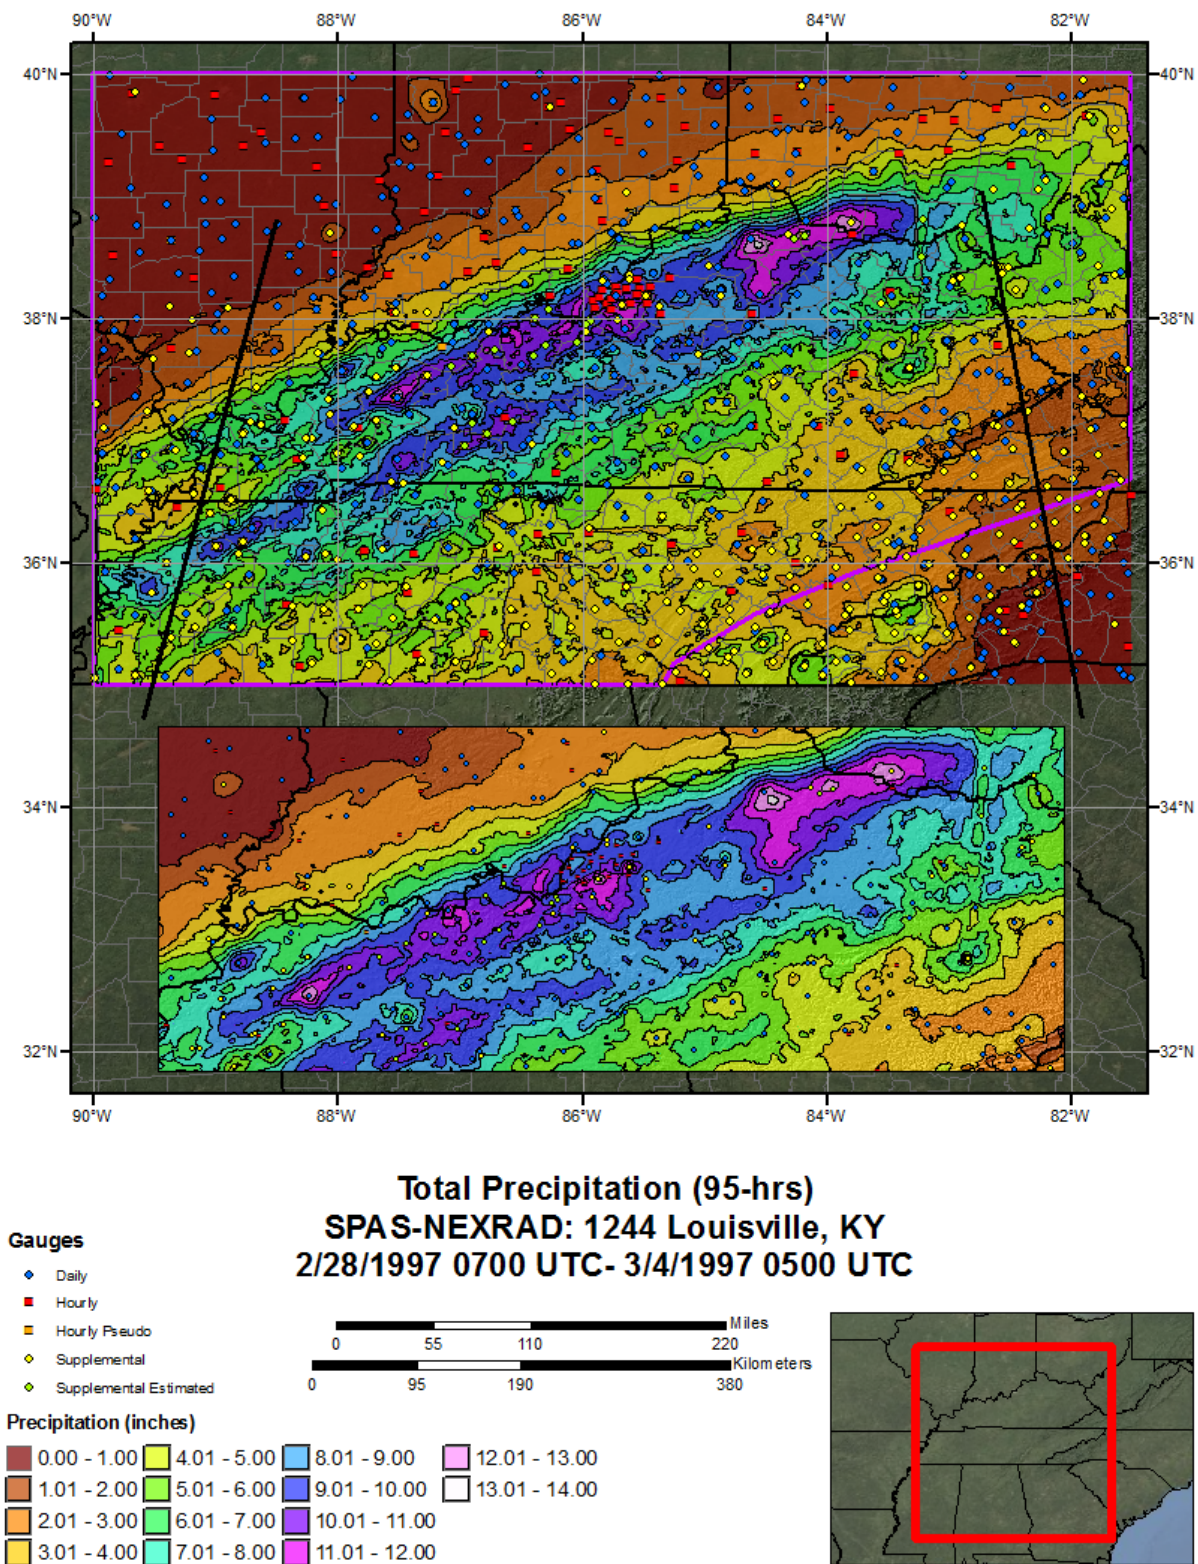 90°W 88°W 86°W 84°W 82°W
40°N 40°N
38°N 38°N
36°N 36°N
34°N 34°N
32°N 32°N
90°W 88°W 86°W 84°W 82°W
Total Precipitation (95-hrs)
SPAS-NEXRAD: 1244 Louisville, KY
2/28/1997 0700 UTC- 3/4/1997 0500 UTC
Gauges
Daily
Hourly
Hourly Pseudo
Supplemental
Supplemental Estimated
Miles
0 55 110 220
Kilometers
0 95 190 380
Precipitation (inches)
0.00 - 1.00 4.01 - 5.00 8.01 - 9.00 12.01 - 13.00
1.01 - 2.00 5.01 - 6.00 9.01 - 10.00 13.01 - 14.00
2.01 - 3.00 6.01 - 7.00 10.01 - 11.00
3.01 - 4.00 7.01 - 8.00 11.01 - 12.00